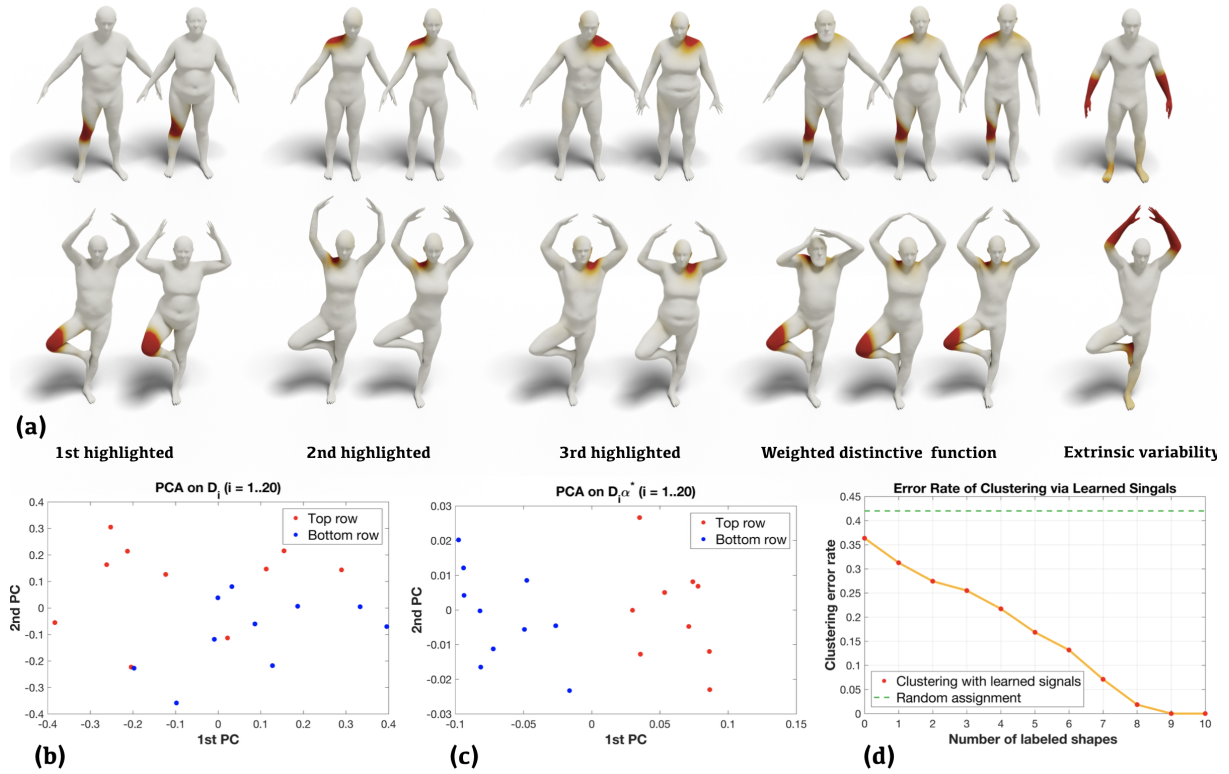 (a)
1st highlighted
2nd highlighted
3rd highlighted
Weighted distinctive function
Extrinsic variability
PCA on D_i (i = 1..20)
0.4
0.3
0.2
0.1
0
-0.1
-0.2
-0.3
-0.4
2nd PC
Top row
Bottom row
-0.4 -0.3 -0.2 -0.1 0 0.1 0.2 0.3 0.4
1st PC
(b)
PCA on D_iα* (i = 1..20)
0.03
0.02
0.01
0
-0.01
-0.02
-0.03
2nd PC
Top row
Bottom row
-0.1 -0.05 0 0.05 0.1 0.15
1st PC
(c)
Error Rate of Clustering via Learned Singals
0.45
0.4
0.35
0.3
0.25
0.2
0.15
0.1
0.05
0
Clustering error rate
Clustering with learned signals
Random assignment
0 1 2 3 4 5 6 7 8 9 10
Number of labeled shapes
(d)